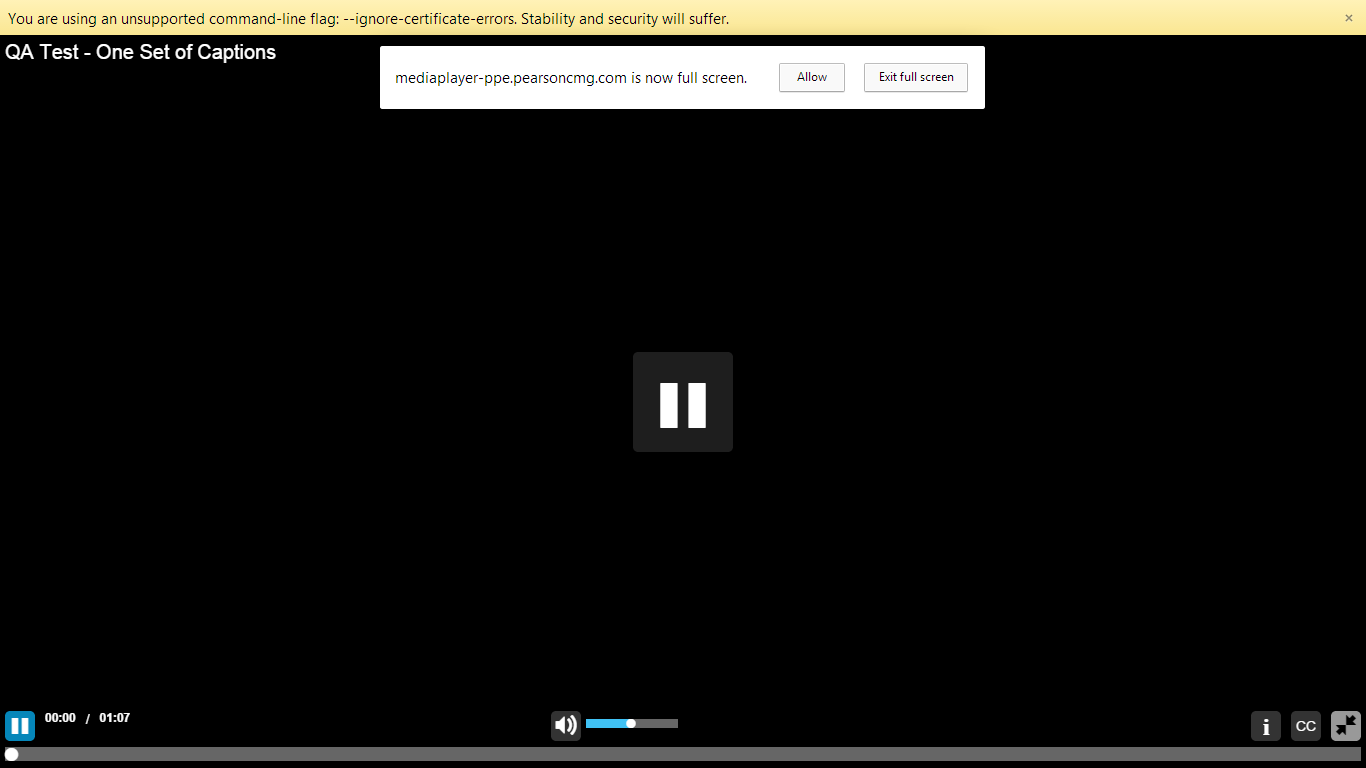 You are using an unsupported command-line flag: --ignore-certificate-errors. Stability and security will suffer.
QA Test - One Set of Captions
mediaplayer-ppe.pearsoncmg.com is now full screen.
Allow
Exit full screen
00:00 / 01:07
i
CC